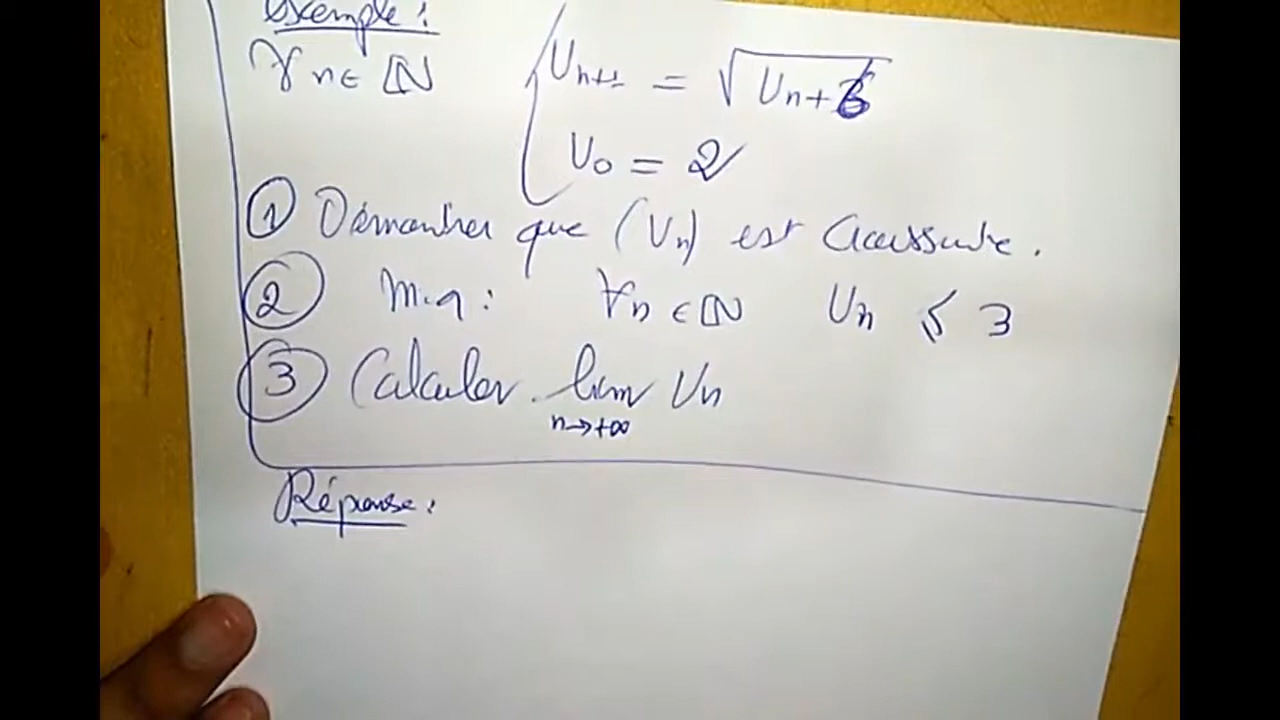 exemple :
∀ n ∈ ℕ { Un+1 = √Un+6
U0 = 2
① Démontrer que (Un) est croissante.
② M.q : ∀n ∈ ℕ Un ≤ 3
③ Calculer lim Un
n→+∞
Réponse :